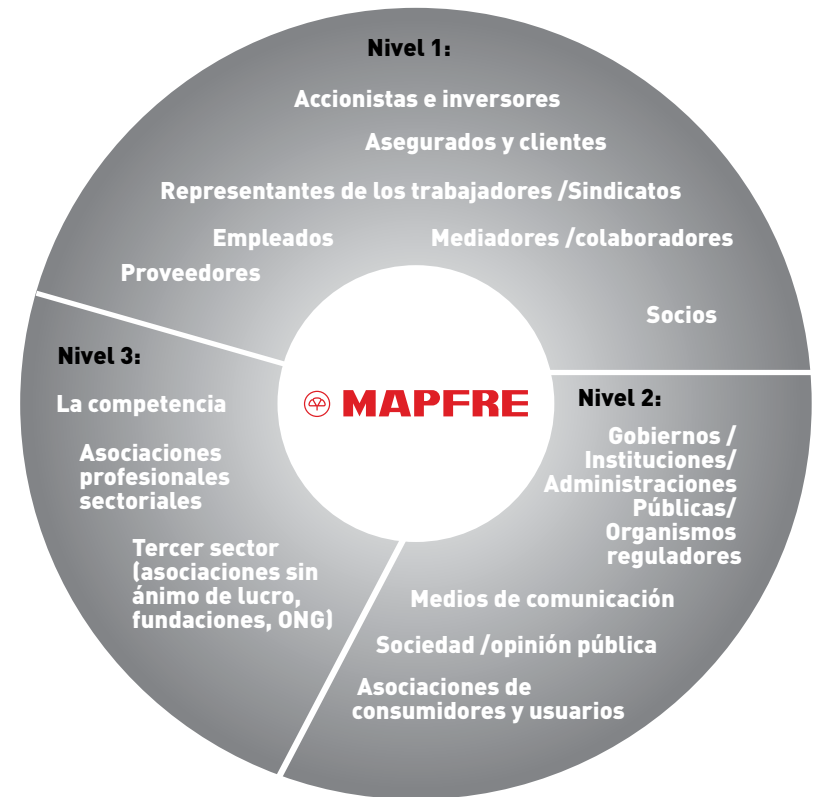 Nivel 1:
Accionistas e inversores
Asegurados y clientes
Representantes de los trabajadores /Sindicatos
Empleados
Mediadores /colaboradores
Proveedores
Socios
Nivel 3:
La competencia
Asociaciones
profesionales
sectoriales
Tercer sector
(asociaciones sin
ánimo de lucro,
fundaciones, ONG)
MAPFRE
Nivel 2:
Gobiernos /
Instituciones/
Administraciones
Públicas/
Organismos
reguladores
Medios de comunicación
Sociedad /opinión pública
Asociaciones de
consumidores y usuarios